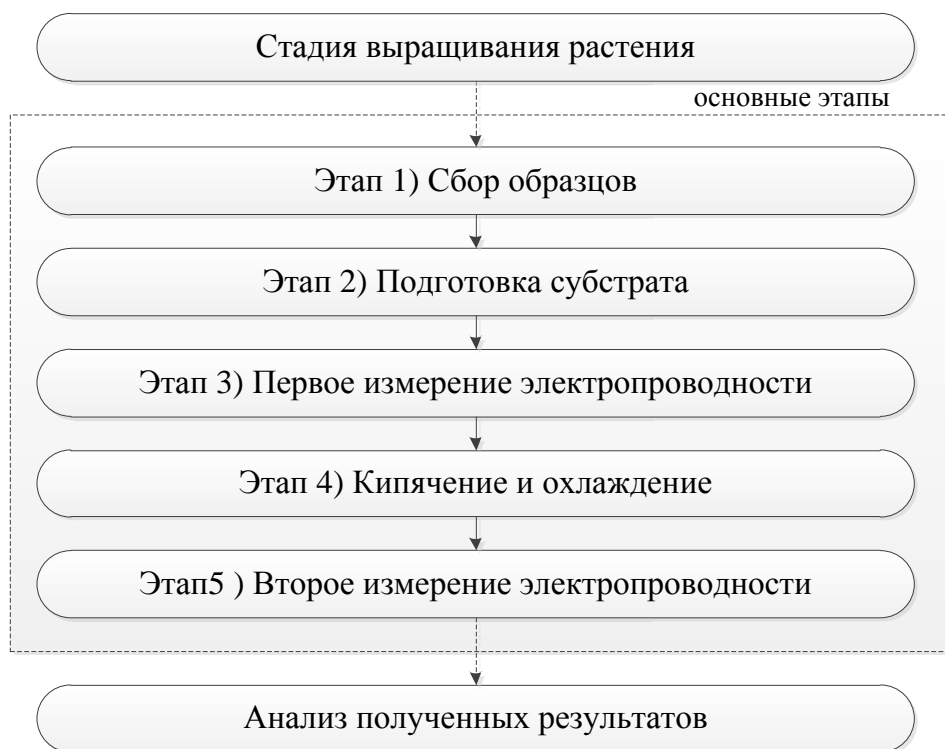 Стадия выращивания растения
основные этапы
Этап 1) Сбор образцов
Этап 2) Подготовка субстрата
Этап 3) Первое измерение электропроводности
Этап 4) Кипячение и охлаждение
Этап5 ) Второе измерение электропроводности
Анализ полученных результатов